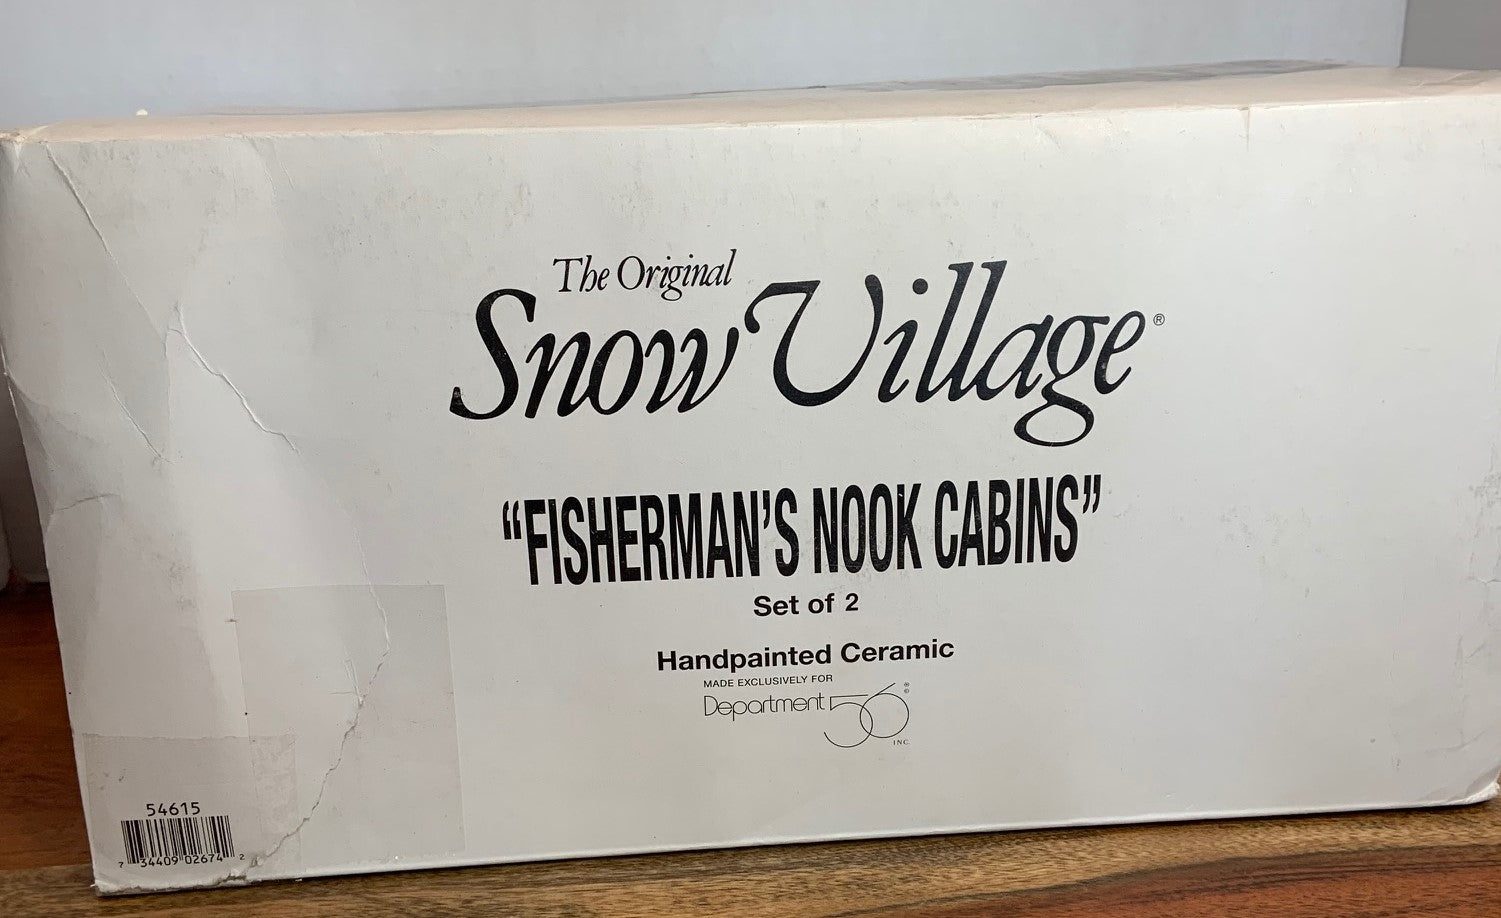 The Original
Snow Village®
“FISHERMAN’S NOOK CABINS”
Set of 2
Handpainted Ceramic
MADE EXCLUSIVELY FOR
Department 56
INC.
54615
7 34409 02674 2